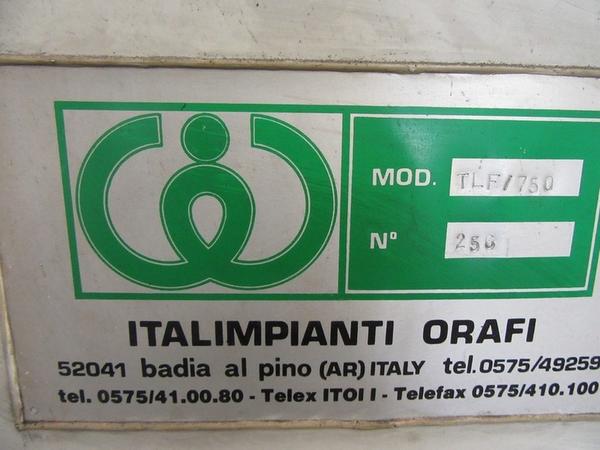 MOD. TLF/750
Nº 256
ITALIMPIANTI ORAFI
52041 badia al pino (AR) ITALY tel.0575/49259
tel. 0575/41.00.80 - Telex ITOI I - Telefax 0575/410.100